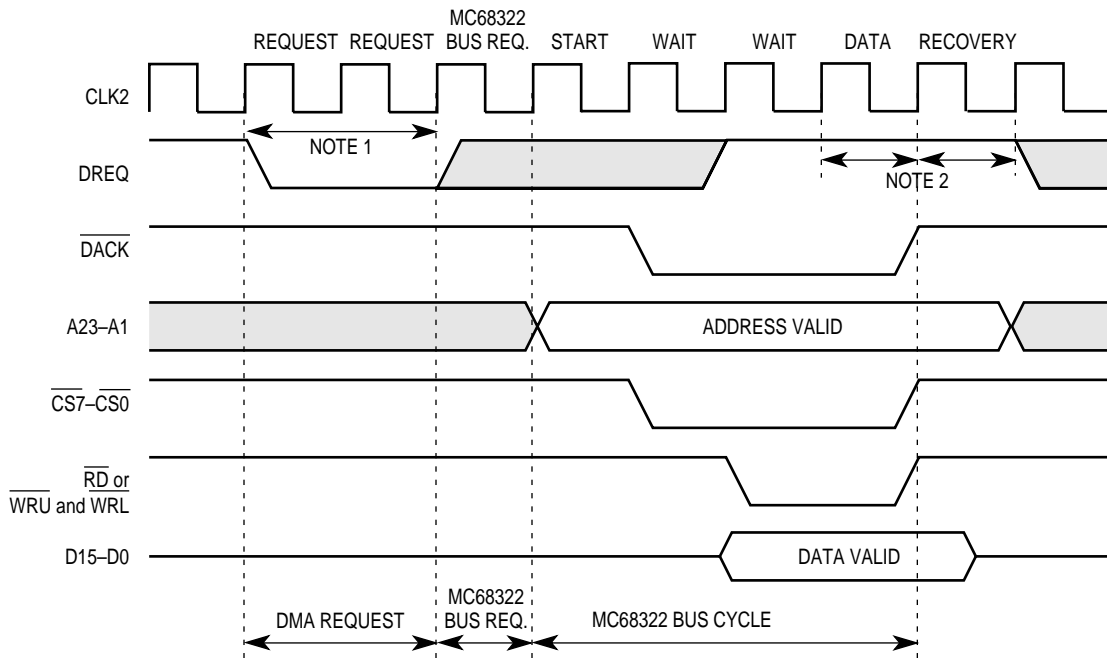 MC68322
REQUEST REQUEST BUS REQ. START WAIT WAIT DATA RECOVERY
CLK2
NOTE 1
DREQ
NOTE 2
DACK
A23–A1
ADDRESS VALID
CS7–CS0
RD or
WRU and WRL
D15–D0
DATA VALID
MC68322
DMA REQUEST BUS REQ. MC68322 BUS CYCLE